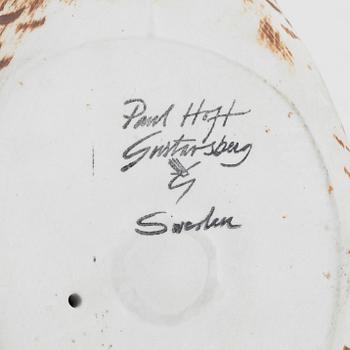 Paul Hoff
Gustavsberg
G
Sweden